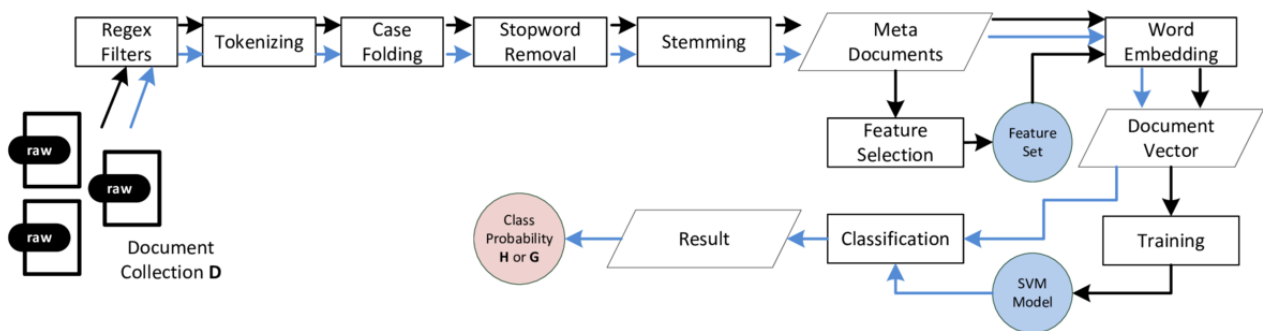 Regex
Filters
Tokenizing
Case
Folding
Stopword
Removal
Stemming
Meta
Documents
Word
Embedding
Feature
Selection
Feature
Set
Document
Vector
raw
raw
raw
Document
Collection D
Class
Probability
H or G
Result
Classification
Training
SVM
Model